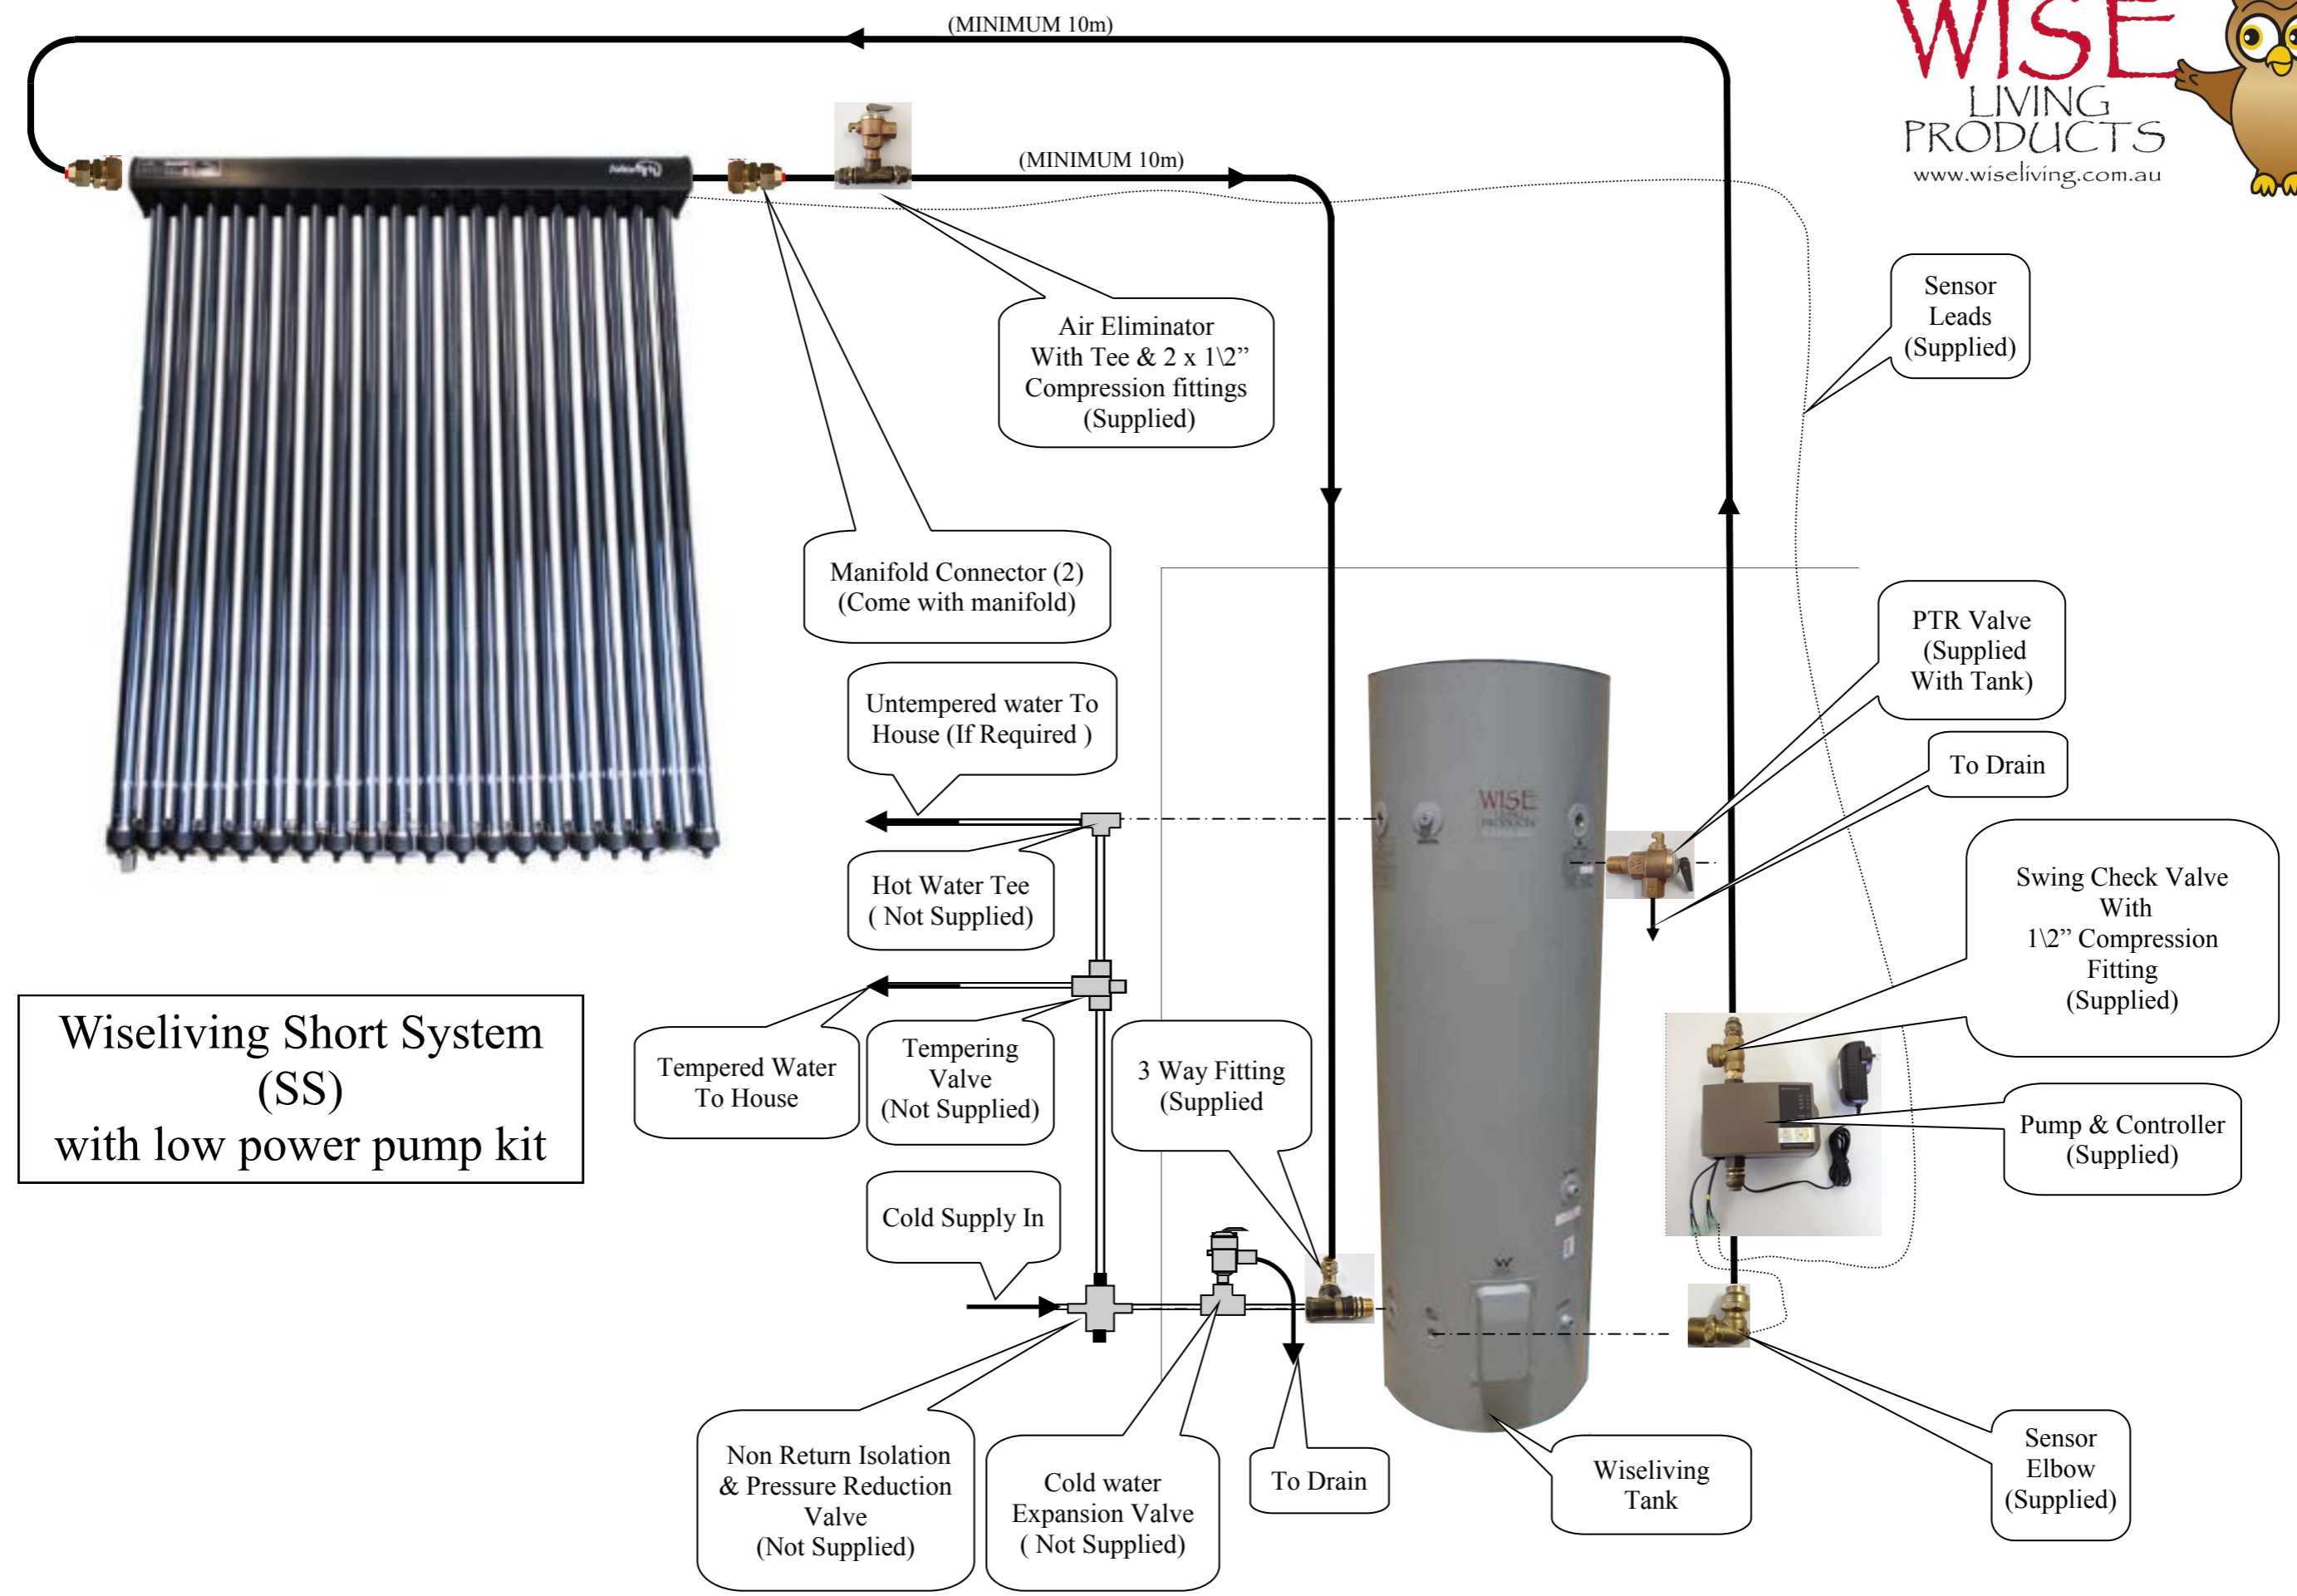 (MINIMUM 10m)
WISE
LIVING
PRODUCTS
www.wiseliving.com.au
(MINIMUM 10m)
Sensor
Leads
(Supplied)
Air Eliminator
With Tee & 2 x 1\2”
Compression fittings
(Supplied)
Manifold Connector (2)
(Come with manifold)
PTR Valve
(Supplied
With Tank)
Untempered water To
House (If Required )
To Drain
WISE
LIVING
PRODUCTS
Hot Water Tee
( Not Supplied)
Swing Check Valve
With
1\2” Compression
Fitting
(Supplied)
Wiseliving Short System
(SS)
with low power pump kit
Tempered Water
To House
Tempering
Valve
(Not Supplied)
3 Way Fitting
(Supplied
Pump & Controller
(Supplied)
Cold Supply In
Non Return Isolation
& Pressure Reduction
Valve
(Not Supplied)
Cold water
Expansion Valve
( Not Supplied)
To Drain
Wiseliving
Tank
Sensor
Elbow
(Supplied)